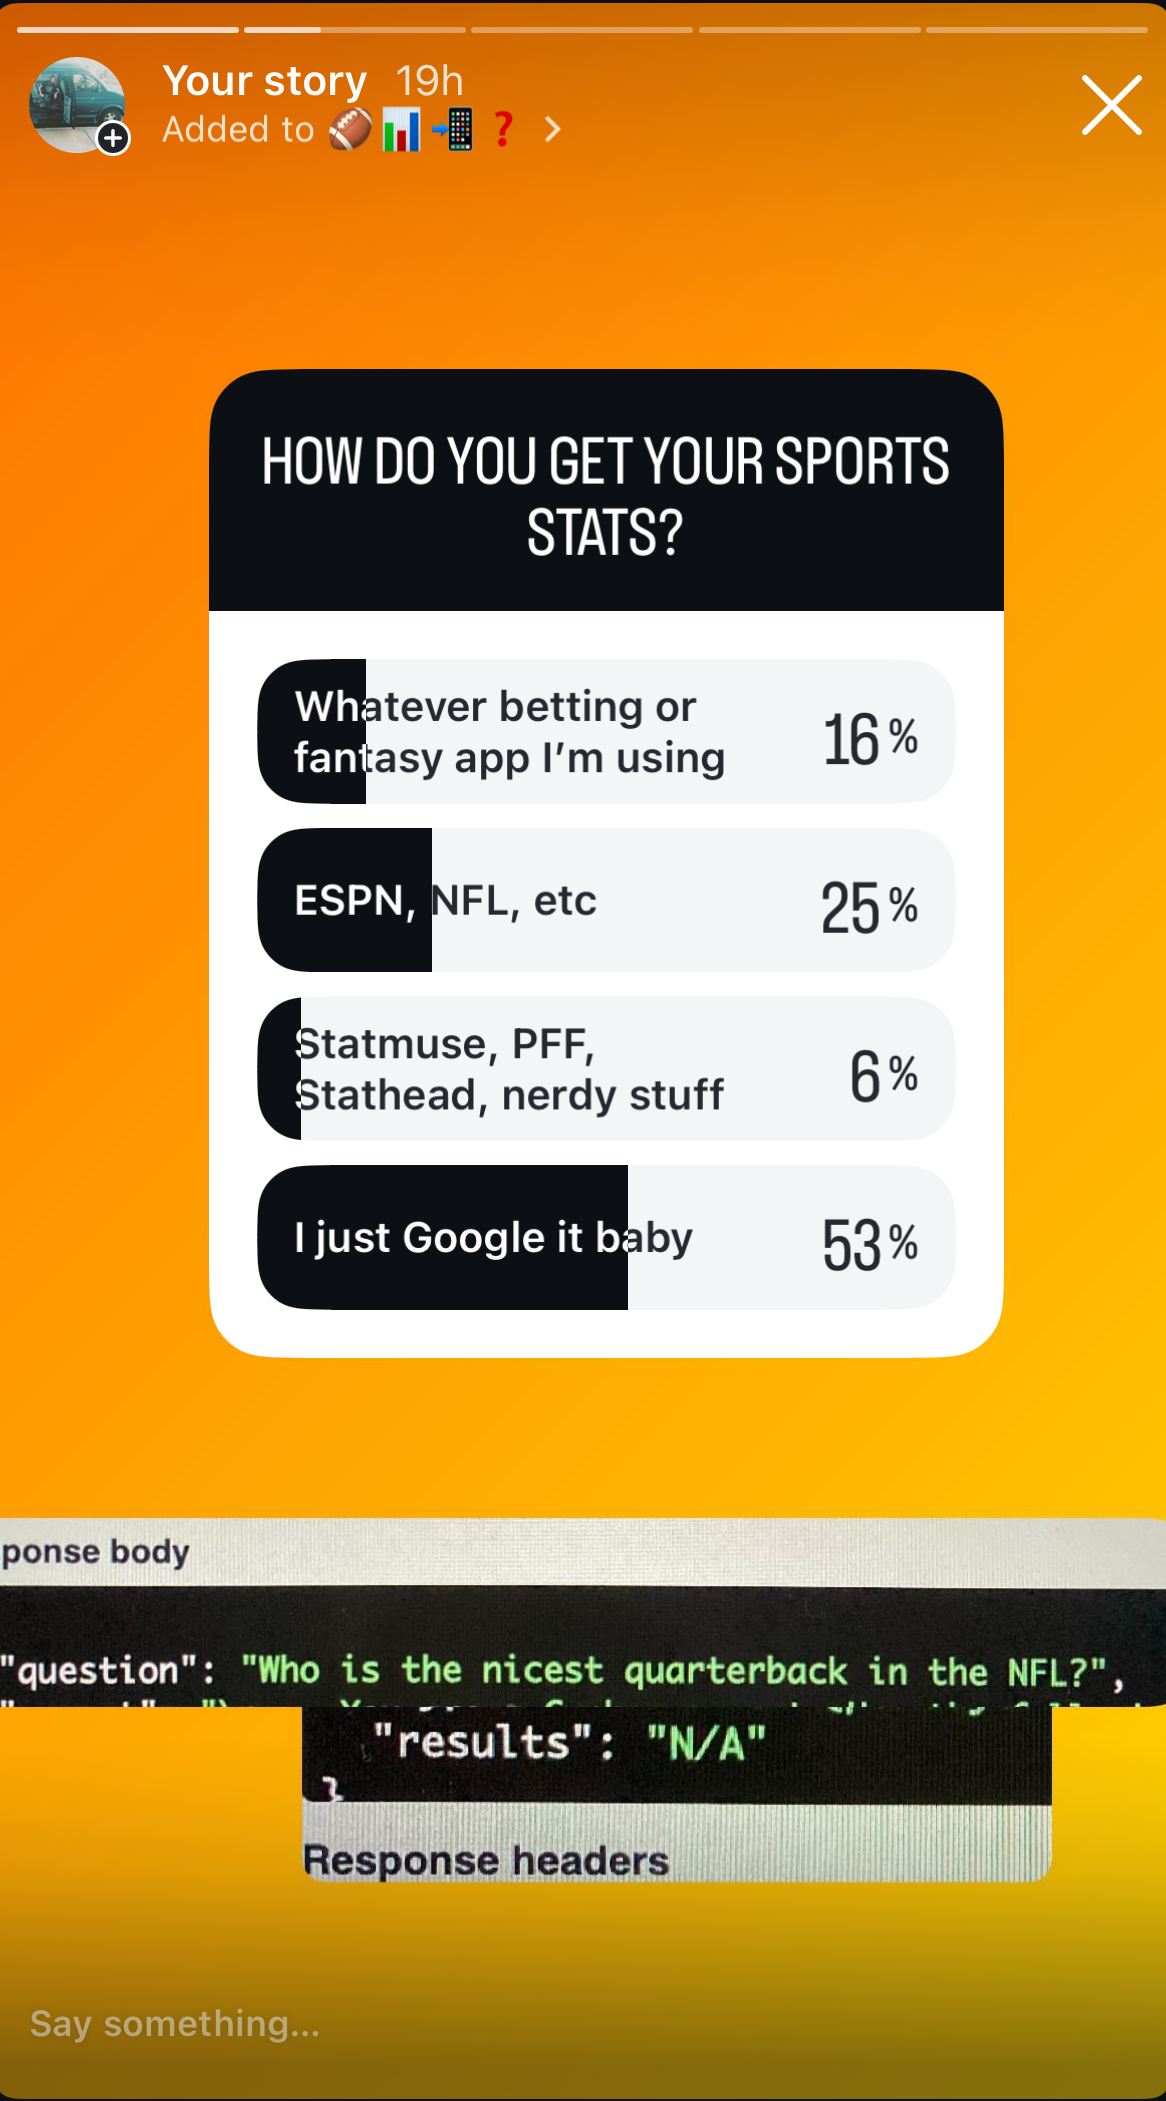 Your story 19h
Added to 🏈 📊 📲 ❓ >
HOW DO YOU GET YOUR SPORTS
STATS?
Whatever betting or
fantasy app I'm using
16%
ESPN, NFL, etc
25%
Statmuse, PFF,
Stathead, nerdy stuff
6%
I just Google it baby
53%
ponse body
"question": "Who is the nicest quarterback in the NFL?",
"results": "N/A"
}
Response headers
Say something...